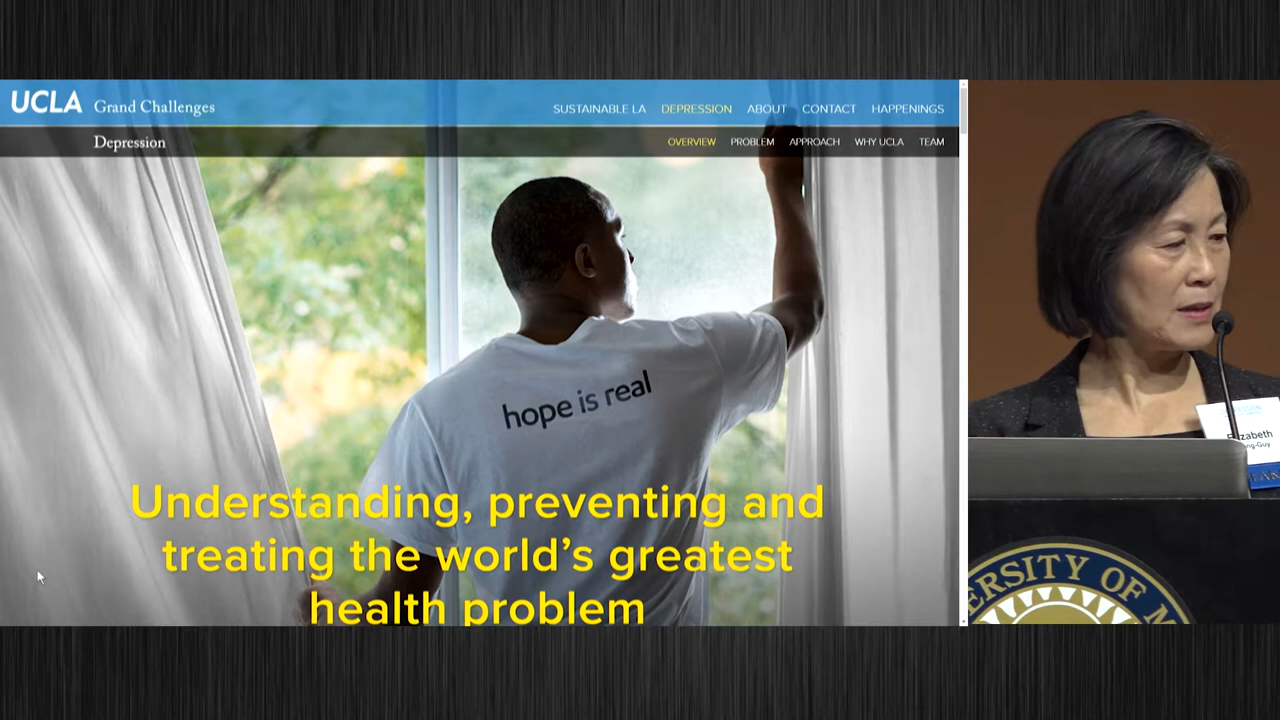 UCLA Grand Challenges
SUSTAINABLE LA DEPRESSION ABOUT CONTACT HAPPENINGS
Depression
OVERVIEW PROBLEM APPROACH WHY UCLA TEAM
hope is real
Understanding, preventing and
treating the world’s greatest
health problem
ERSITY OF M